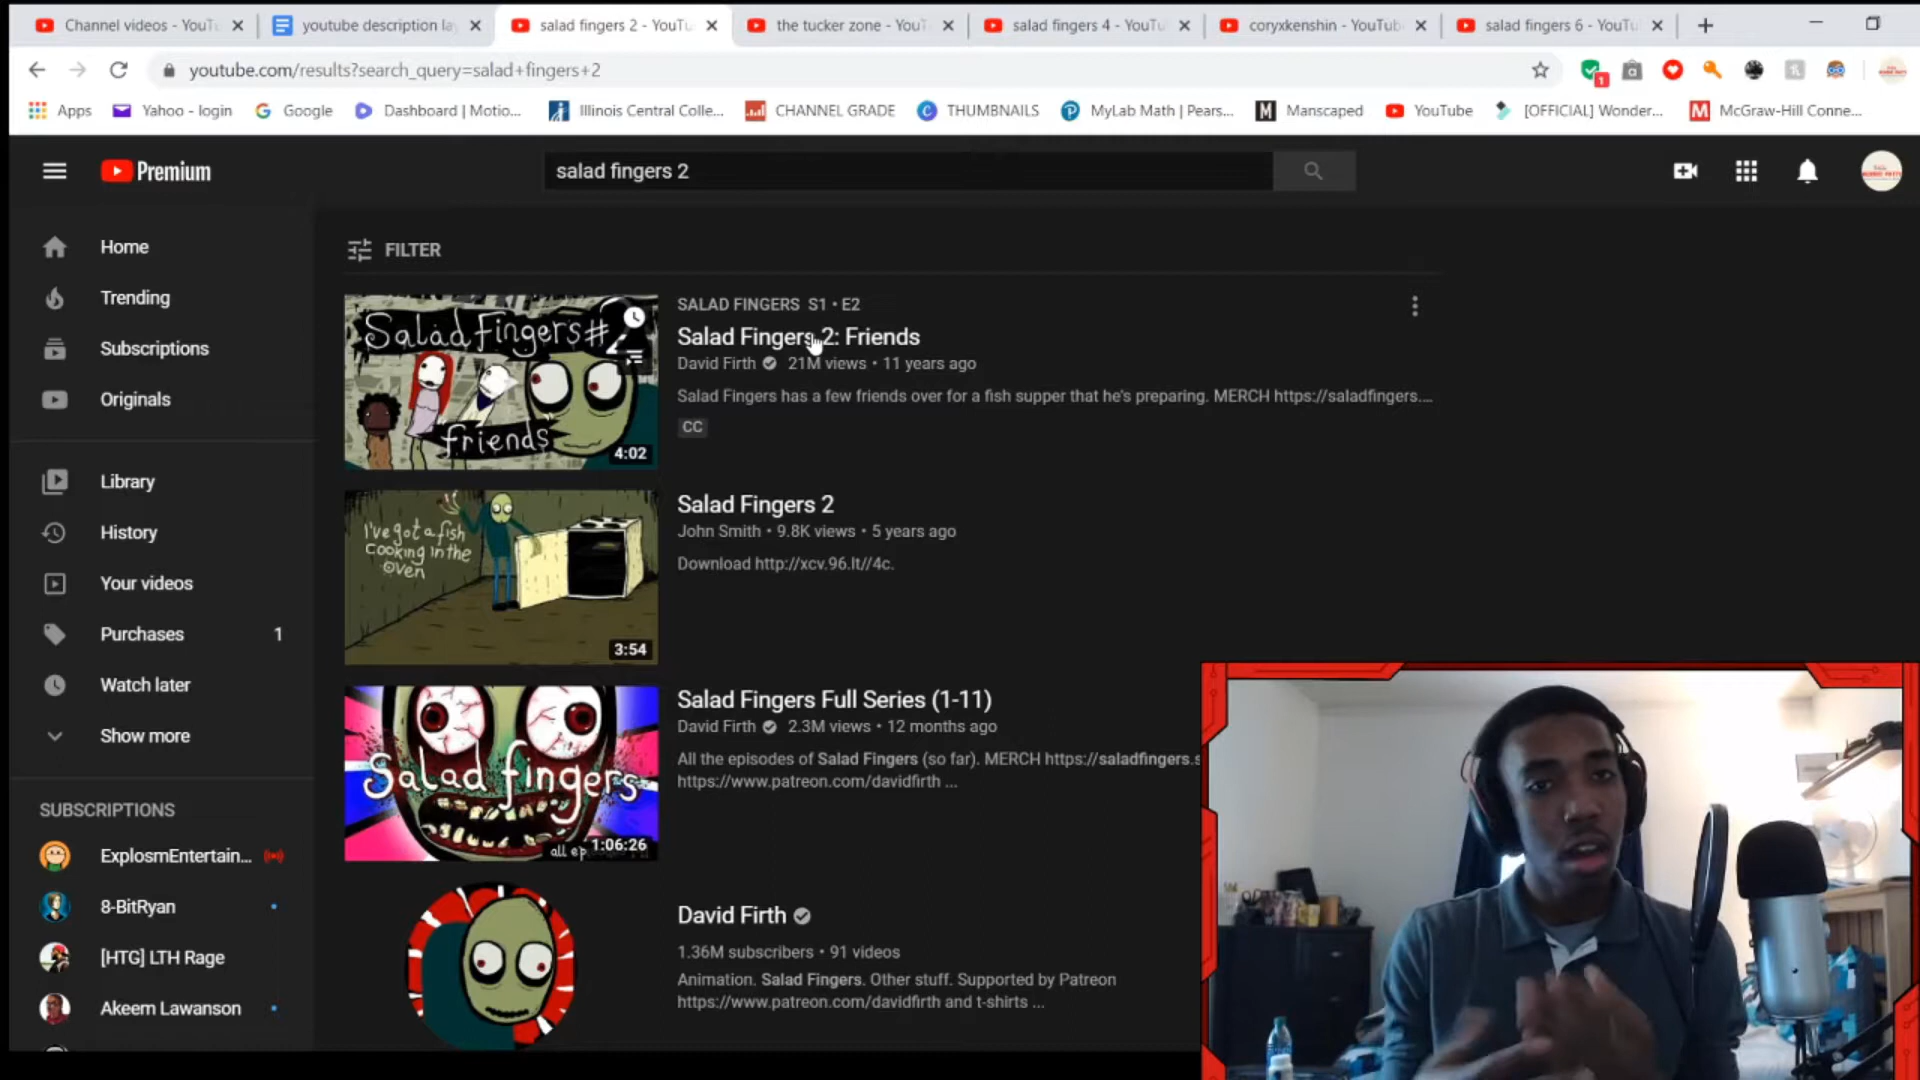 Channel videos - YouTu
youtube description la
salad fingers 2 - YouTu
the tucker zone - YouT
salad fingers 4 - YouTu
coryxkenshin - YouTube
salad fingers 6 - YouTu
youtube.com/results?search_query=salad+fingers+2
Apps
Yahoo - login
Google
Dashboard | Motio...
Illinois Central Colle...
CHANNEL GRADE
THUMBNAILS
MyLab Math | Pears...
Manscaped
YouTube
[OFFICIAL] Wonder...
McGraw-Hill Conne...
Premium
salad fingers 2
Home
Trending
Subscriptions
Originals
Library
History
Your videos
Purchases 1
Watch later
Show more
SUBSCRIPTIONS
ExplosmEntertain...
8-BitRyan
[HTG] LTH Rage
Akeem Lawanson
FILTER
Salad Fingers# 2
friends
4:02
SALAD FINGERS S1 • E2
Salad Fingers 2: Friends
David Firth 21M views • 11 years ago
Salad Fingers has a few friends over for a fish supper that he's preparing. MERCH https://saladfingers....
CC
I've got a fish
cooking in the
oven
3:54
Salad Fingers 2
John Smith • 9.8K views • 5 years ago
Download http://xcv.96.lt//4c.
Salad fingers
all ep
1:06:26
Salad Fingers Full Series (1-11)
David Firth 2.3M views • 12 months ago
All the episodes of Salad Fingers (so far). MERCH https://saladfingers.s
https://www.patreon.com/davidfirth ...
David Firth
1.36M subscribers • 91 videos
Animation. Salad Fingers. Other stuff. Supported by Patreon
https://www.patreon.com/davidfirth and t-shirts ...